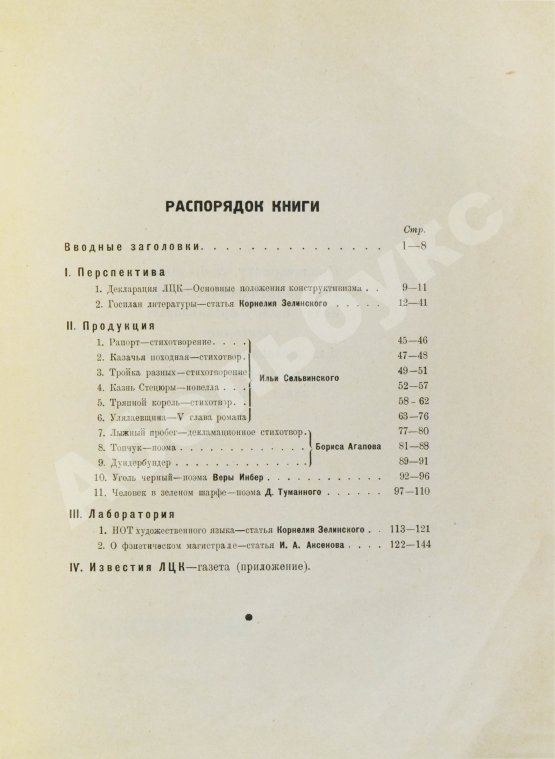 РАСПОРЯДОК КНИГИ
Стр.
Вводные заголовки . . . . . . . . . . . . . . . 1—8
I. Перспектива
1. Декларация ЛЦК—Основные положения конструктивизма . . 9—11
2. Госплан литературы—статья Корнелия Зелинского . . . . . 12—41
II. Продукция
1. Рапорт—стихотворение . . . . 45—46
2. Казачья походная—стихотвор. 47—48
3. Тройка разных—стихотворение 49—51
Ильи Сельвинского
4. Казнь Стецюры—новелла . . . 52—57
5. Тряпной король—стихотвор. . 58-62
6. Улялаевщина—V глава романа 63—76
7. Лыжный пробег—декламационное стихотвор. 77—80
8. Топчук—поэма . . . . . . . . . . . . Бориса Агапова 81—88
9. Дундербундер . . . . . . . . . . . . . 89—91
10. Уголь черный—поэма Веры Инбер . . . . . . . . . . . 92—96
11. Человек в зеленом шарфе—поэма Д. Туманного . . . . 97—110
III. Лаборатория
1. НОТ художественного языка—статья Корнелия Зелинского . . 113—121
2. О фонетическом магистрале—статья И. А. Аксенова . . . . 122—144
IV. Известия ЛЦК—газета (приложение).